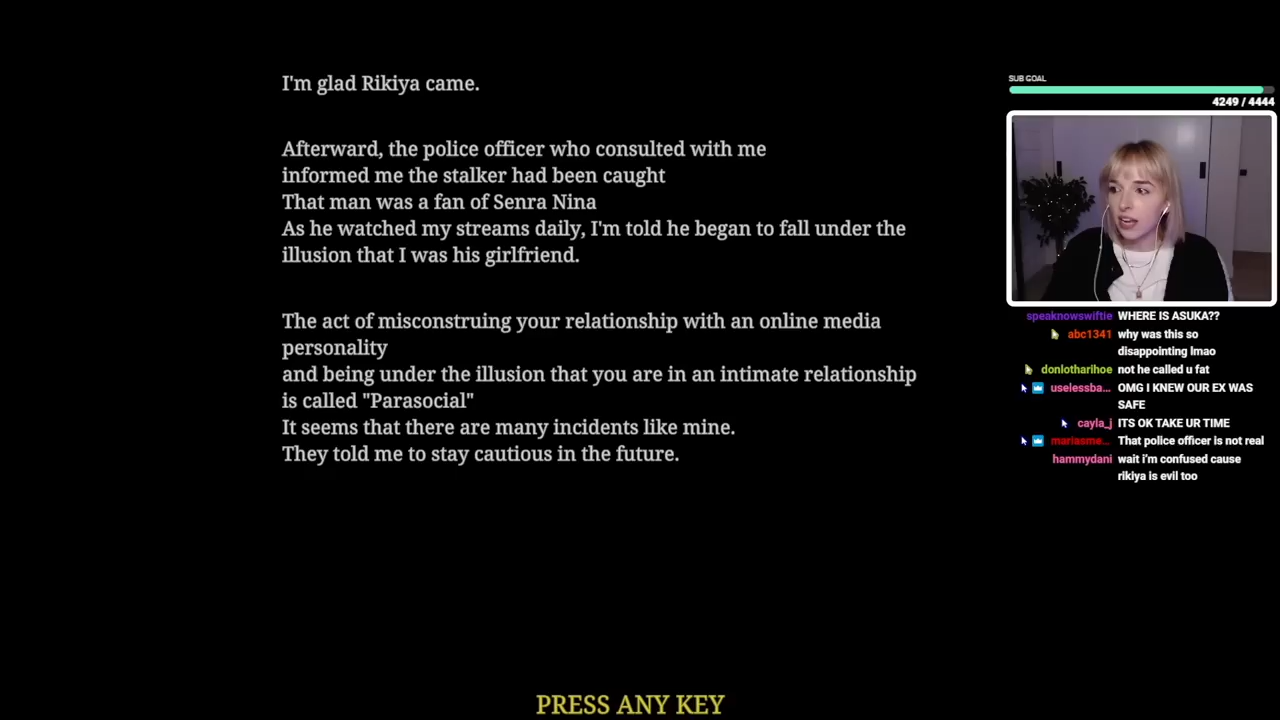 I'm glad Rikiya came.
Afterward, the police officer who consulted with me
informed me the stalker had been caught
That man was a fan of Senra Nina
As he watched my streams daily, I'm told he began to fall under the
illusion that I was his girlfriend.
The act of misconstruing your relationship with an online media
personality
and being under the illusion that you are in an intimate relationship
is called "Parasocial"
It seems that there are many incidents like mine.
They told me to stay cautious in the future.
PRESS ANY KEY
SUB GOAL
4249 / 4444
speaknowswiftie WHERE IS ASUKA??
abc1341 why was this so
disappointing lmao
donlotharihoe not he called u fat
uselessba... OMG I KNEW OUR EX WAS
SAFE
cayla_j ITS OK TAKE UR TIME
mariasme... That police officer is not real
hammydani wait i'm confused cause
rikiya is evil too